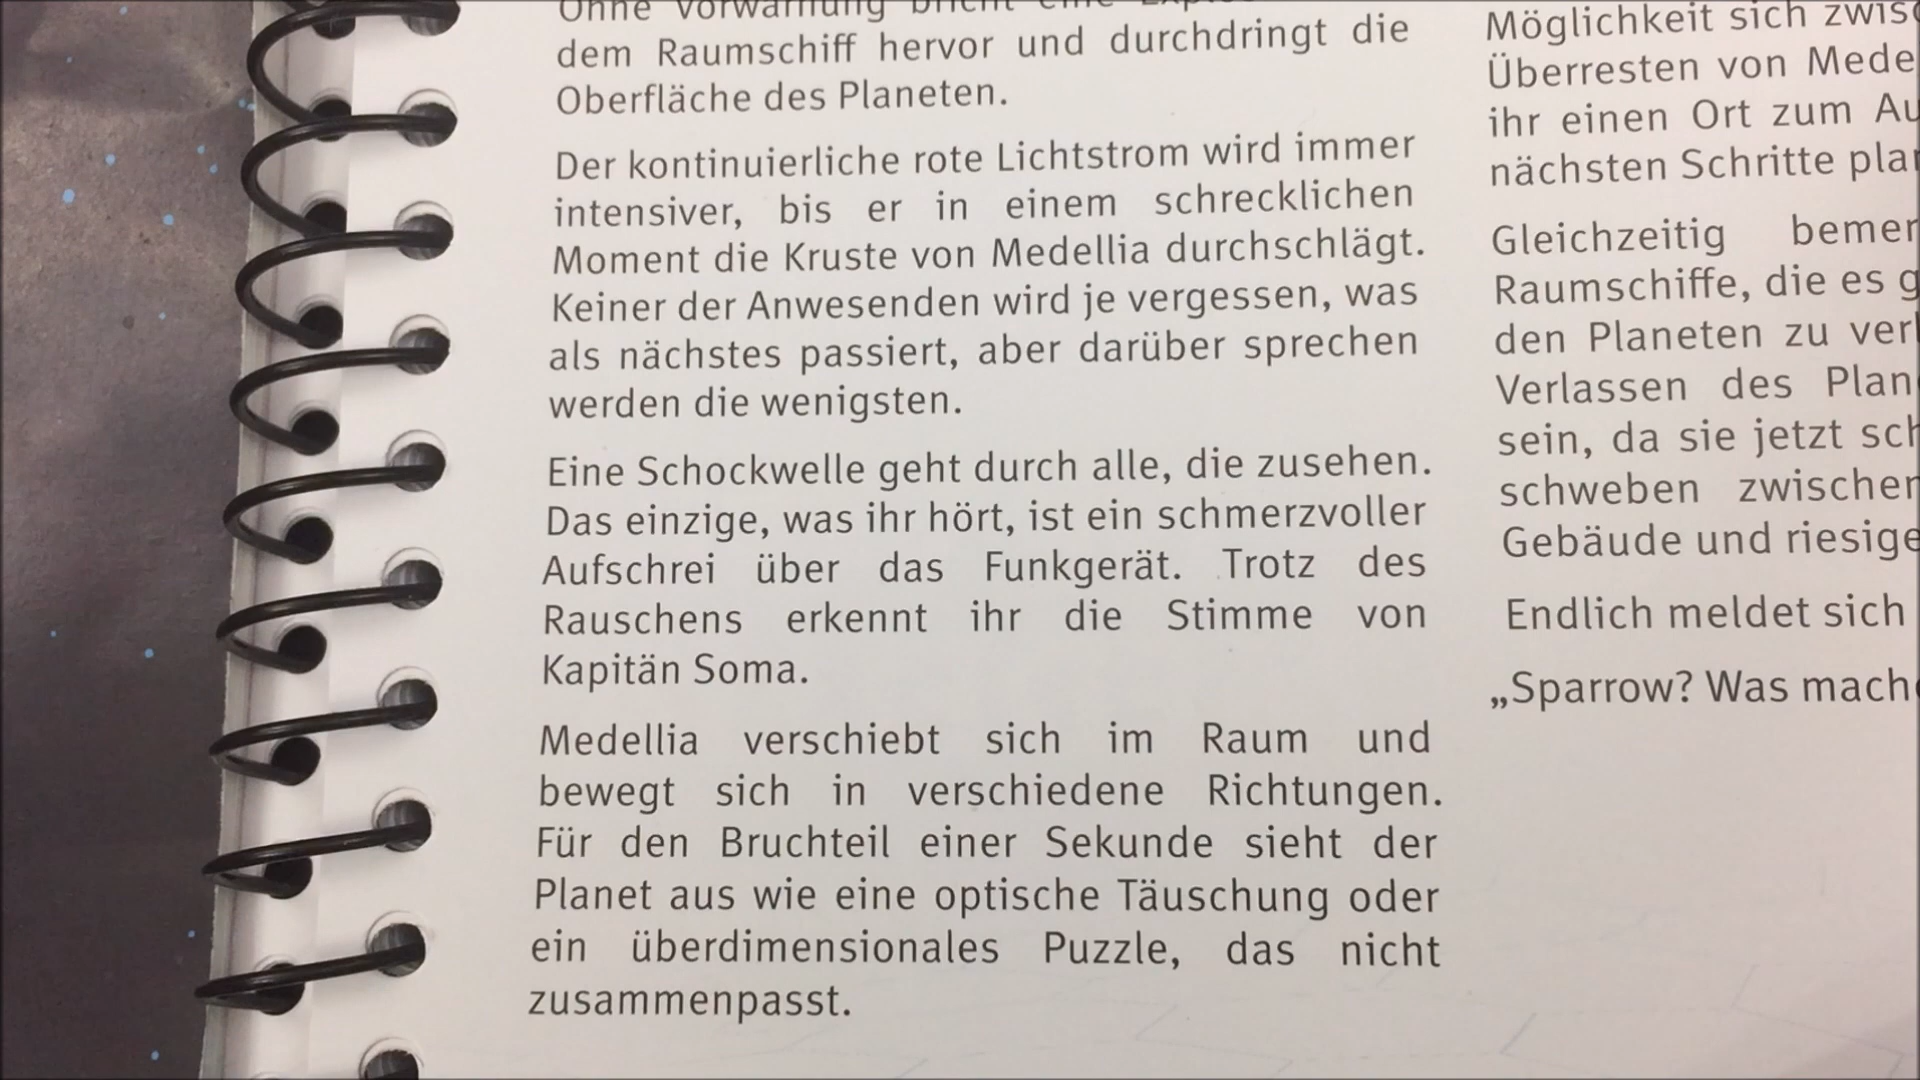 dem Raumschiff hervor und durchdringt die
Oberfläche des Planeten.
Der kontinuierliche rote Lichtstrom wird immer
intensiver, bis er in einem schrecklichen
Moment die Kruste von Medellia durchschlägt.
Keiner der Anwesenden wird je vergessen, was
als nächstes passiert, aber darüber sprechen
werden die wenigsten.
Eine Schockwelle geht durch alle, die zusehen.
Das einzige, was ihr hört, ist ein schmerzvoller
Aufschrei über das Funkgerät. Trotz des
Rauschens erkennt ihr die Stimme von
Kapitän Soma.
Medellia verschiebt sich im Raum und
bewegt sich in verschiedene Richtungen.
Für den Bruchteil einer Sekunde sieht der
Planet aus wie eine optische Täuschung oder
ein überdimensionales Puzzle, das nicht
zusammenpasst.
Möglichkeit sich
Überresten von
ihr einen Ort zum
nächsten Schritte
Gleichzeitig
Raumschiffe, die es
den Planeten zu
Verlassen des
sein, da sie jetzt
schweben
Gebäude und
Endlich meldet sich
„Sparrow? Was